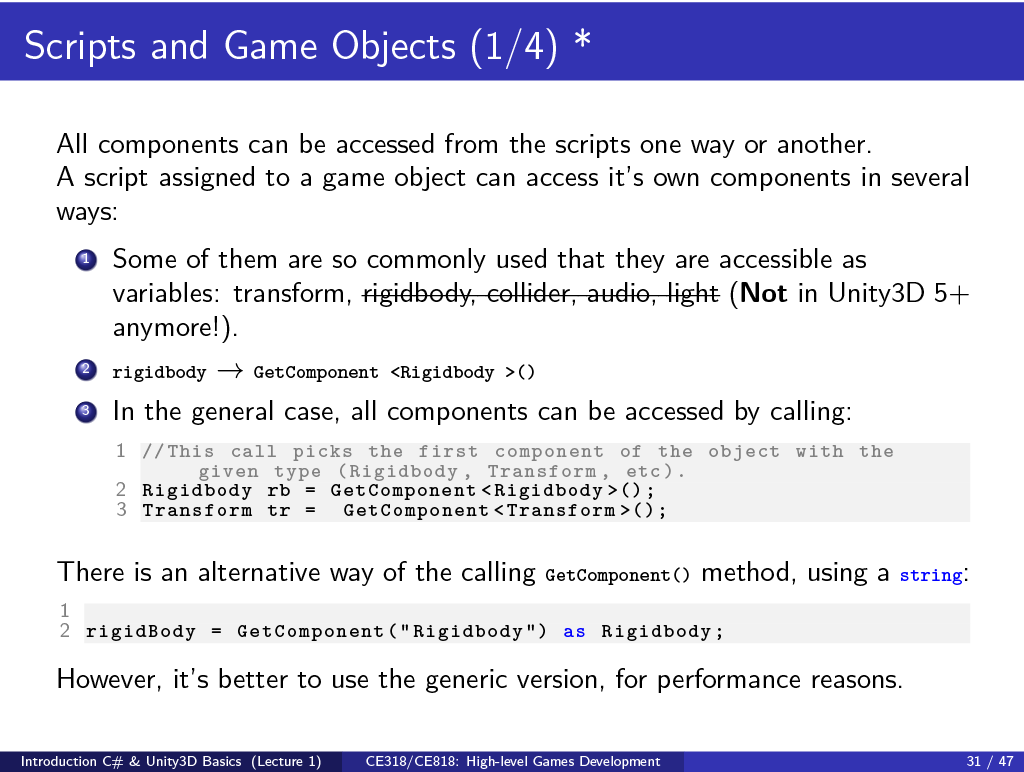 Scripts and Game Objects (1/4) *
All components can be accessed from the scripts one way or another.
A script assigned to a game object can access it's own components in several
ways:
1 Some of them are so commonly used that they are accessible as
variables: transform, rigidbody, collider, audio, light (Not in Unity3D 5+
anymore!).
2 rigidbody → GetComponent <Rigidbody >()
3 In the general case, all components can be accessed by calling:
1 //This call picks the first component of the object with the
given type (Rigidbody, Transform, etc).
2 Rigidbody rb = GetComponent<Rigidbody>();
3 Transform tr =  GetComponent<Transform>();
There is an alternative way of the calling GetComponent() method, using a string:
1
2 rigidBody = GetComponent("Rigidbody") as Rigidbody;
However, it's better to use the generic version, for performance reasons.
Introduction C# & Unity3D Basics (Lecture 1) CE318/CE818: High-level Games Development 31 / 47